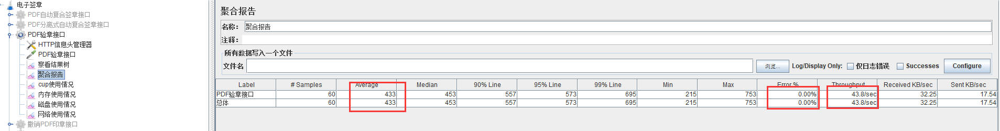 电子签章
PDF自动复合签章接口
PDF分离式自动复合签章接口
PDF验章接口
HTTP信息头管理器
PDF验章接口
察看结果树
聚合报告
cup使用情况
内存使用情况
磁盘使用情况
网络使用情况
撤销PDF印章接口
聚合报告
名称： 聚合报告
注释：
所有数据写入一个文件
文件名 浏览... Log/Display Only: 仅日志错误 Successes Configure
Label # Samples Average Median 90% Line 95% Line 99% Line Min Max Error % Throughput Received KB/sec Sent KB/sec
PDF验章接口 60 433 453 557 573 695 215 753 0.00% 43.8/sec 32.25 17.54
总体 60 433 453 557 573 695 215 753 0.00% 43.8/sec 32.25 17.54